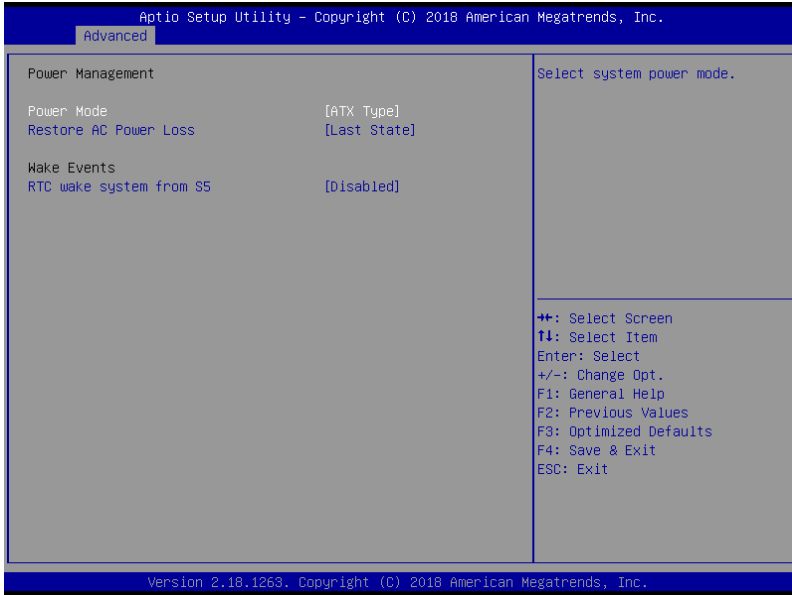 Aptio Setup Utility – Copyright (C) 2018 American Megatrends, Inc.
Advanced
Power Management
Power Mode [ATX Type]
Restore AC Power Loss [Last State]
Wake Events
RTC wake system from S5 [Disabled]
Select system power mode.
→←: Select Screen
↑↓: Select Item
Enter: Select
+/-: Change Opt.
F1: General Help
F2: Previous Values
F3: Optimized Defaults
F4: Save & Exit
ESC: Exit
Version 2.18.1263. Copyright (C) 2018 American Megatrends, Inc.